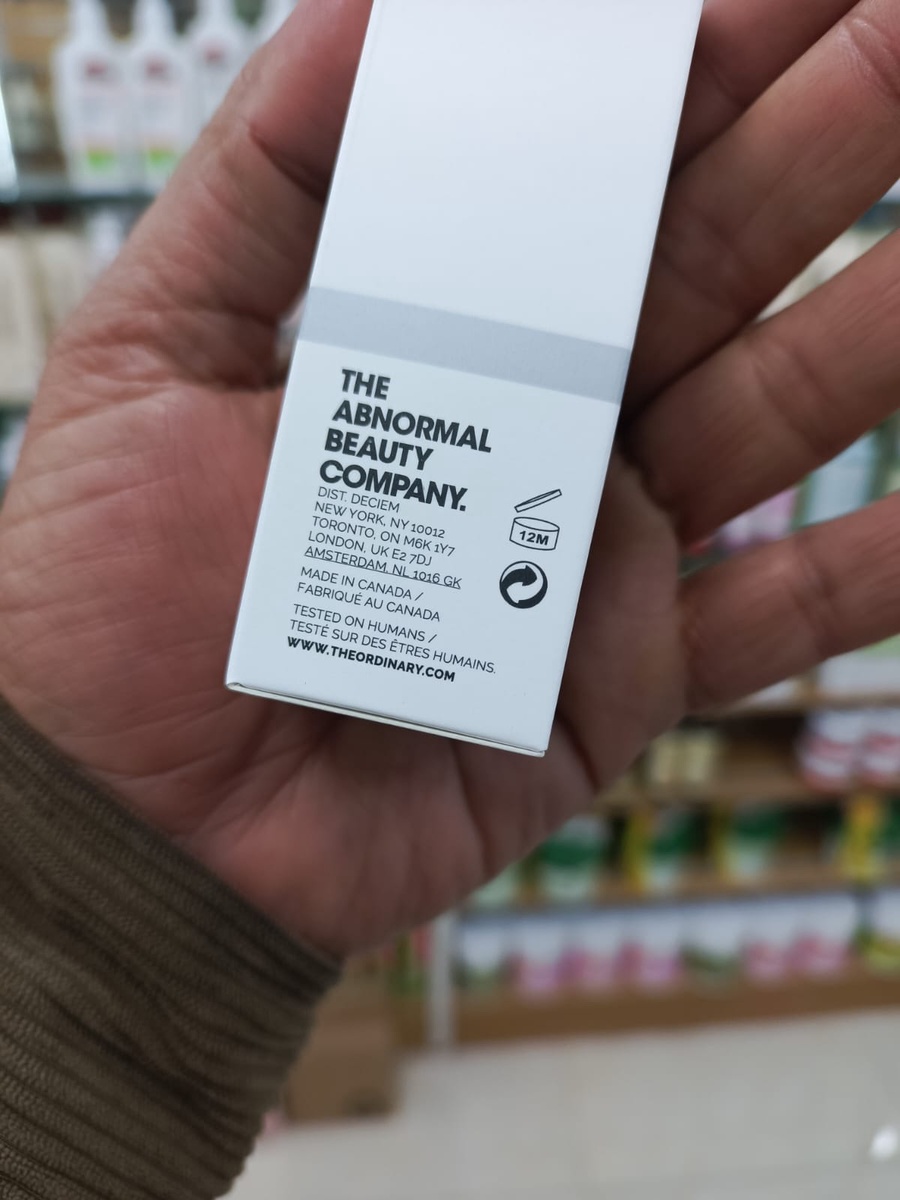 THE
ABNORMAL
BEAUTY
COMPANY.
DIST. DECIEM
NEW YORK, NY 10012
TORONTO, ON M6K 1Y7
LONDON, UK E2 7DJ
AMSTERDAM, NL 1016 GK
MADE IN CANADA /
FABRIQUÉ AU CANADA
TESTED ON HUMANS /
TESTÉ SUR DES ÊTRES HUMAINS.
WWW.THEORDINARY.COM
12M